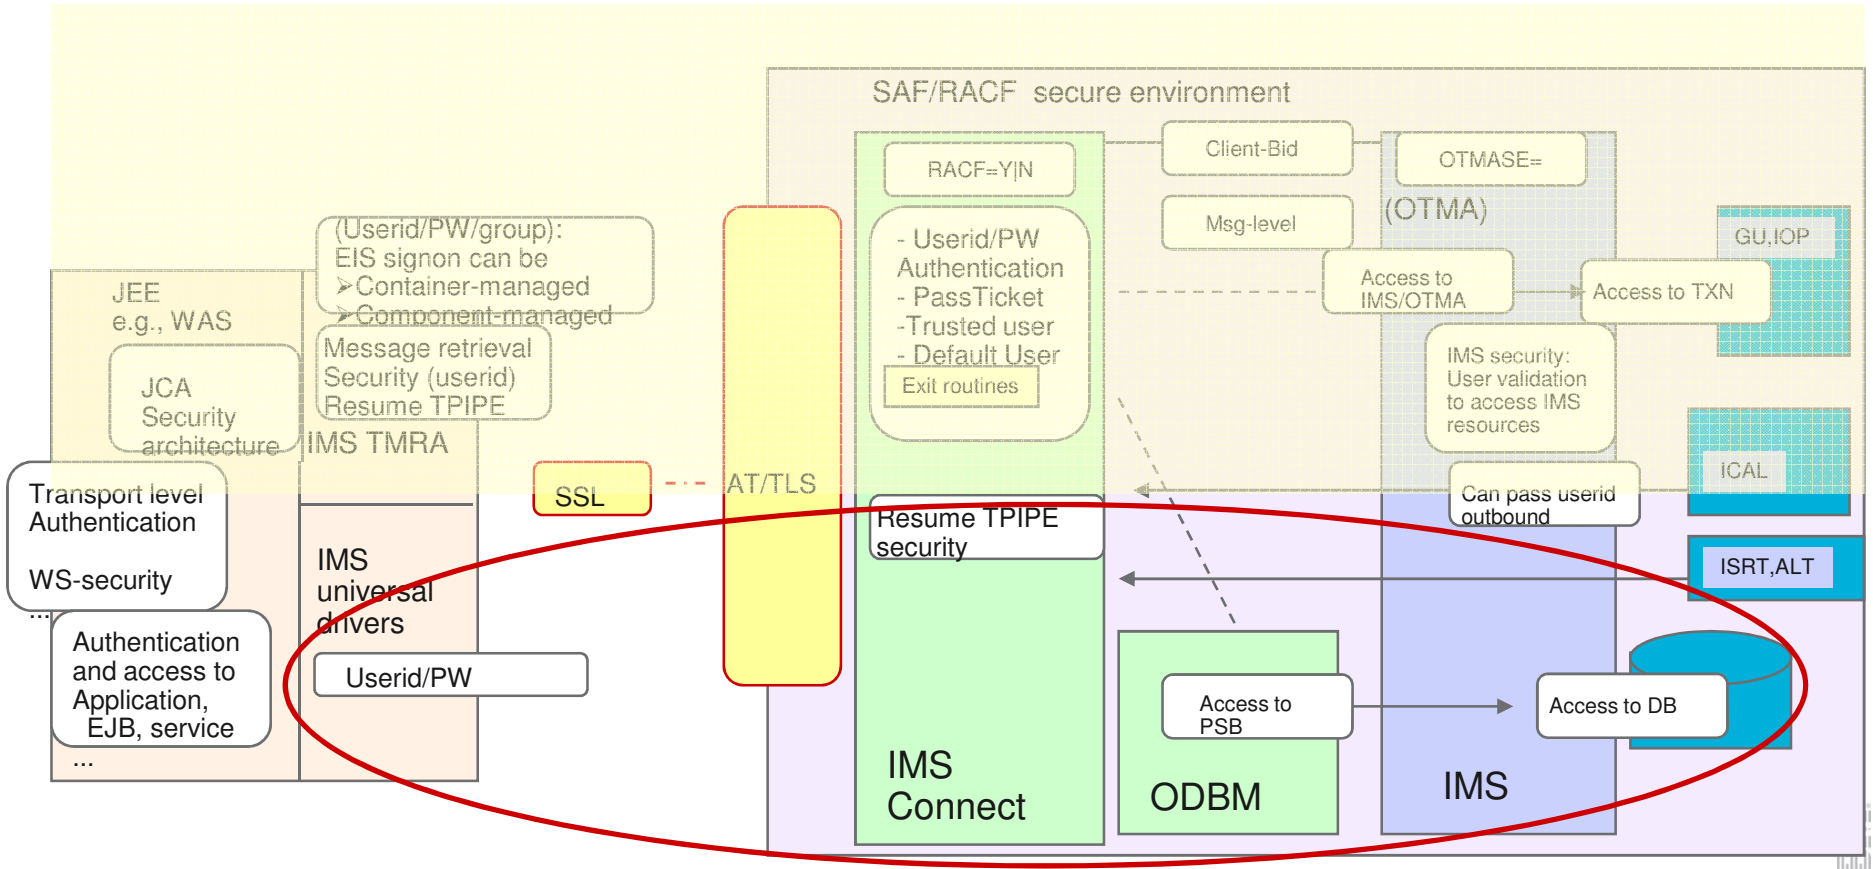 SAF/RACF secure environment
RACF=Y|N
Client-Bid
OTMASE=
(OTMA)
Msg-level
GU,IOP
(Userid/PW/group):
EIS signon can be
➢Container-managed
➢Component-managed
- Userid/PW
Authentication
- PassTicket
-Trusted user
- Default User
Exit routines
Access to
IMS/OTMA
Access to TXN
JEE
e.g., WAS
Message retrieval
Security (userid)
Resume TPIPE
IMS security:
User validation
to access IMS
resources
JCA
Security
architecture
IMS TMRA
ICAL
Transport level
Authentication
WS-security
...
SSL
AT/TLS
Can pass userid
outbound
Resume TPIPE
security
IMS
universal
drivers
ISRT,ALT
Authentication
and access to
Application,
EJB, service
...
Userid/PW
Access to
PSB
Access to DB
IMS
Connect
ODBM
IMS